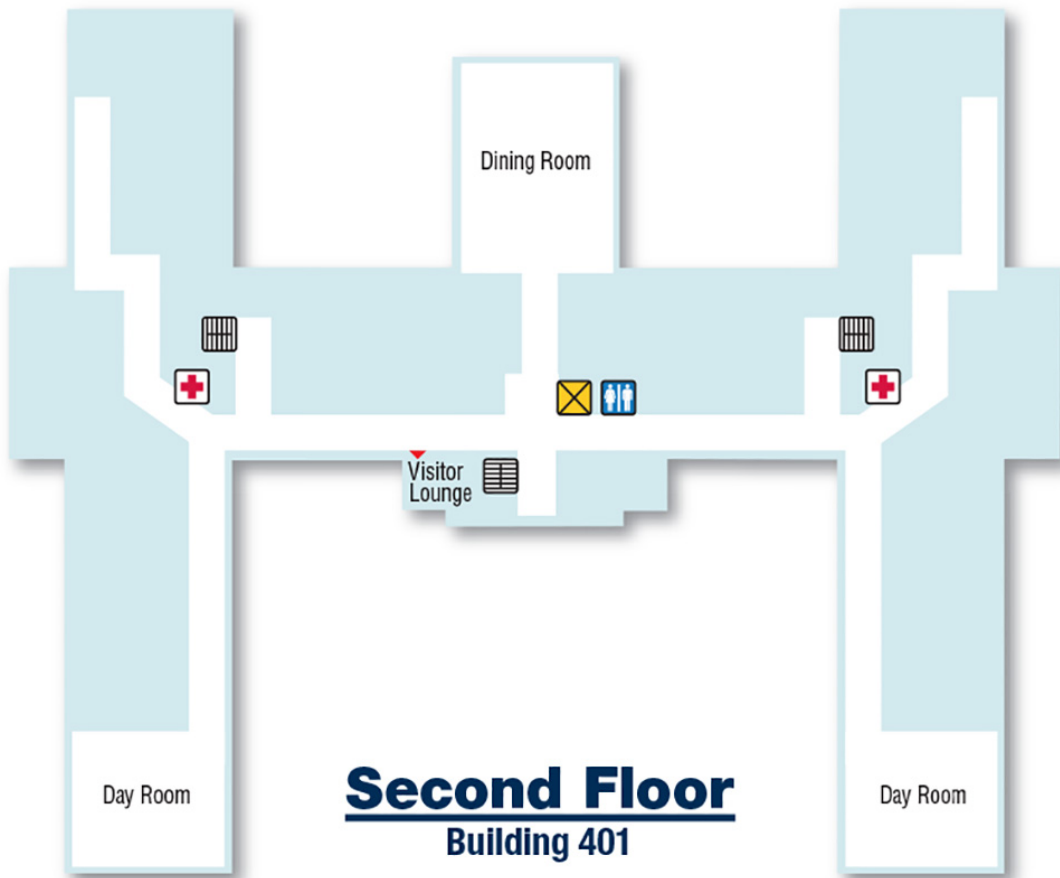 Dining Room
Visitor
Lounge
Day Room
Day Room
Second Floor
Building 401